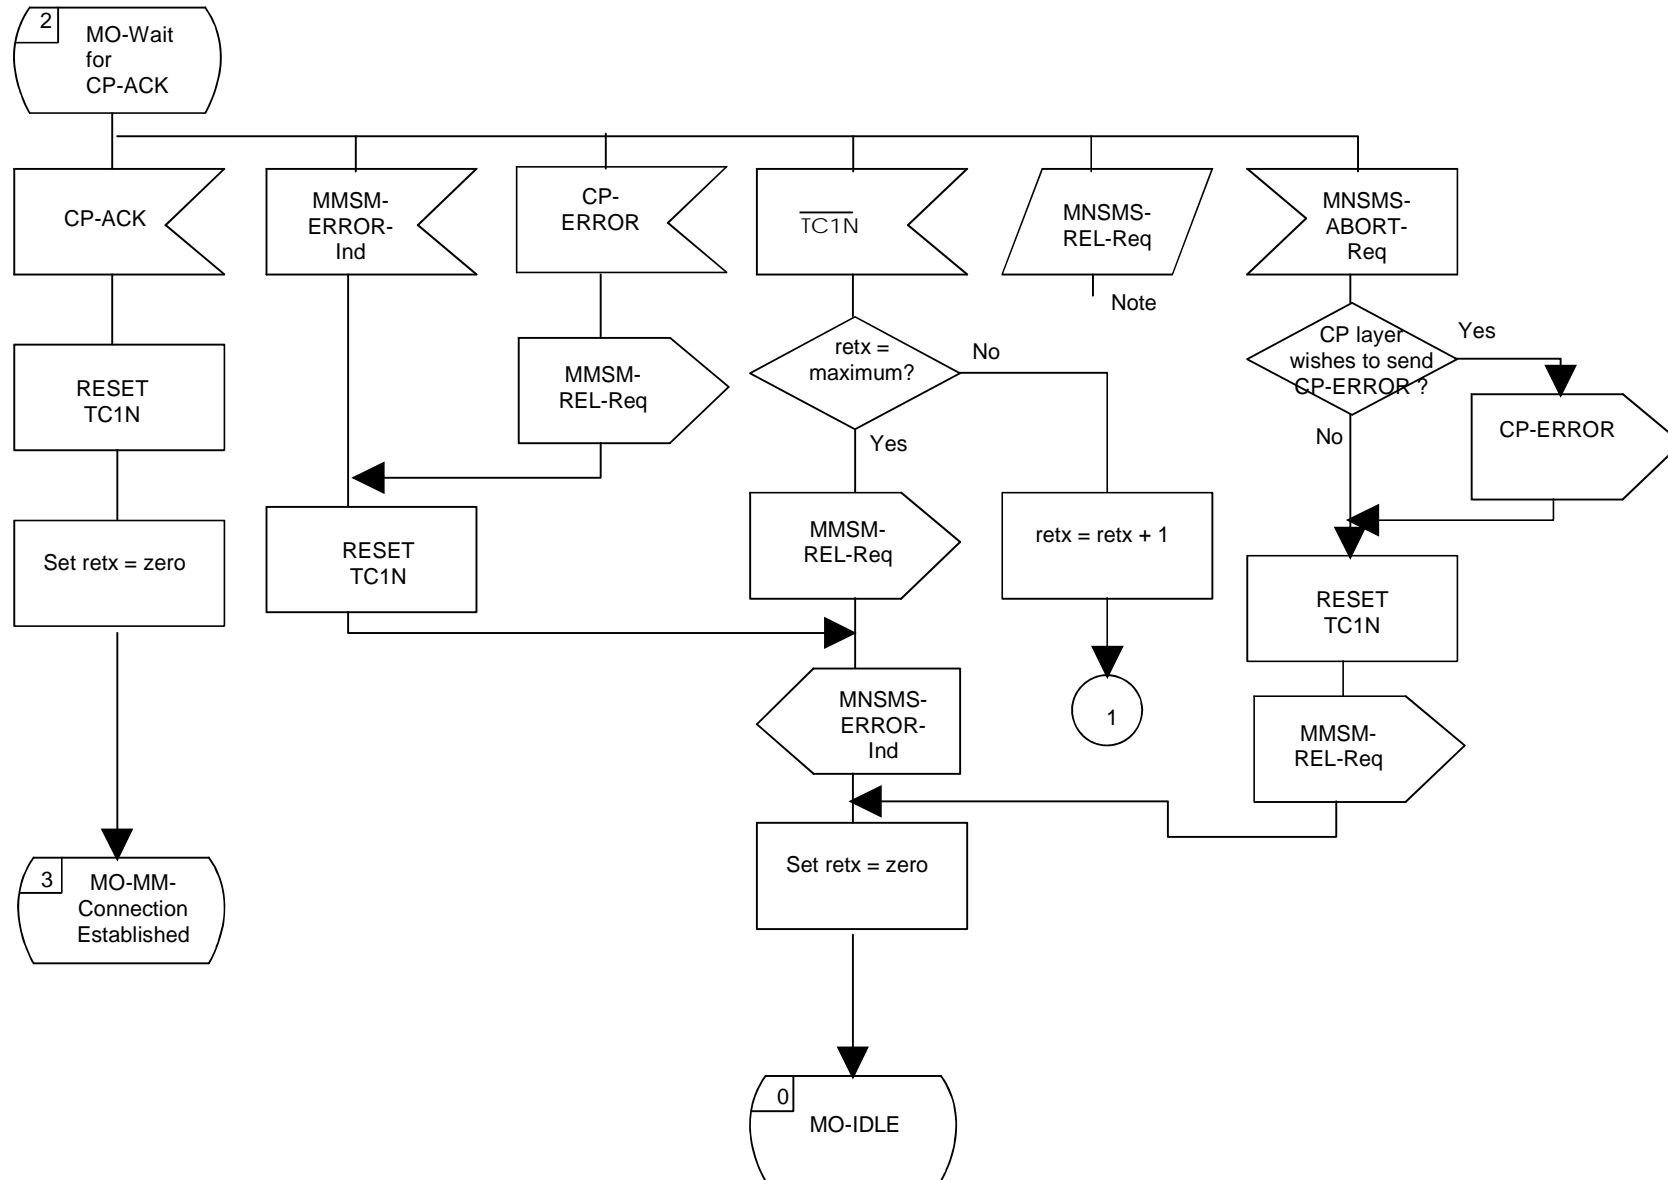 2
MO-Wait
for
CP-ACK
CP-ACK
MMSM-
ERROR-
Ind
CP-
ERROR
TC1N
MNSMS-
REL-Req
Note
MNSMS-
ABORT-
Req
RESET
TC1N
MMSM-
REL-Req
retx =
maximum?
No
Yes
CP layer
wishes to send
CP-ERROR ?
Yes
No
CP-ERROR
Set retx = zero
RESET
TC1N
MMSM-
REL-Req
retx = retx + 1
RESET
TC1N
MNSMS-
ERROR-
Ind
1
MMSM-
REL-Req
3
MO-MM-
Connection
Established
Set retx = zero
0
MO-IDLE